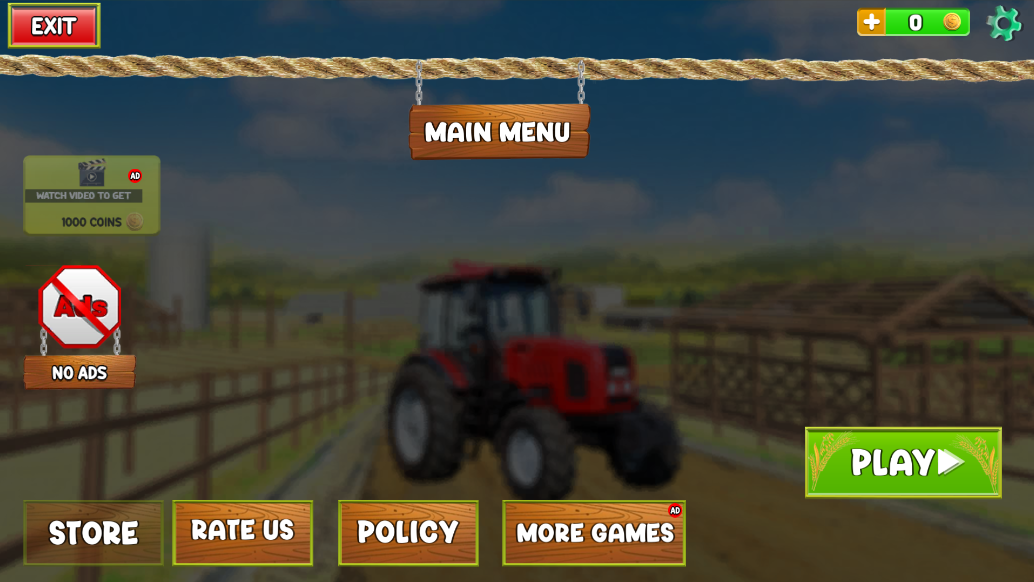 EXIT
0
MAIN MENU
AD
WATCH VIDEO TO GET
1000 COINS
Ads
NO ADS
PLAY
STORE
RATE US
POLICY
MORE GAMES
AD